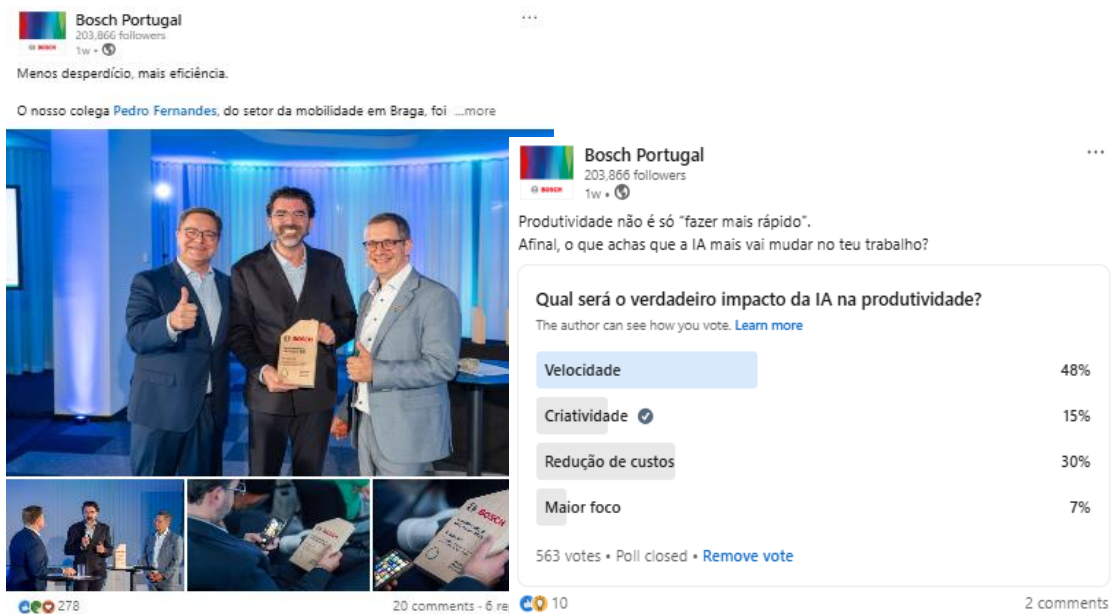 Bosch Portugal
203,866 followers
1w •
Menos desperdício, mais eficiência.
O nosso colega Pedro Fernandes, do setor da mobilidade em Braga, foi ...more
BOSCH
BOSCH
BOSCH
278
20 comments · 6 re
Bosch Portugal
203,866 followers
1w •
BOSCH
Produtividade não é só “fazer mais rápido”.
Afinal, o que achas que a IA mais vai mudar no teu trabalho?
Qual será o verdadeiro impacto da IA na produtividade?
The author can see how you vote. Learn more
Velocidade 48%
Criatividade 15%
Redução de custos 30%
Maior foco 7%
563 votes • Poll closed • Remove vote
10
2 comments